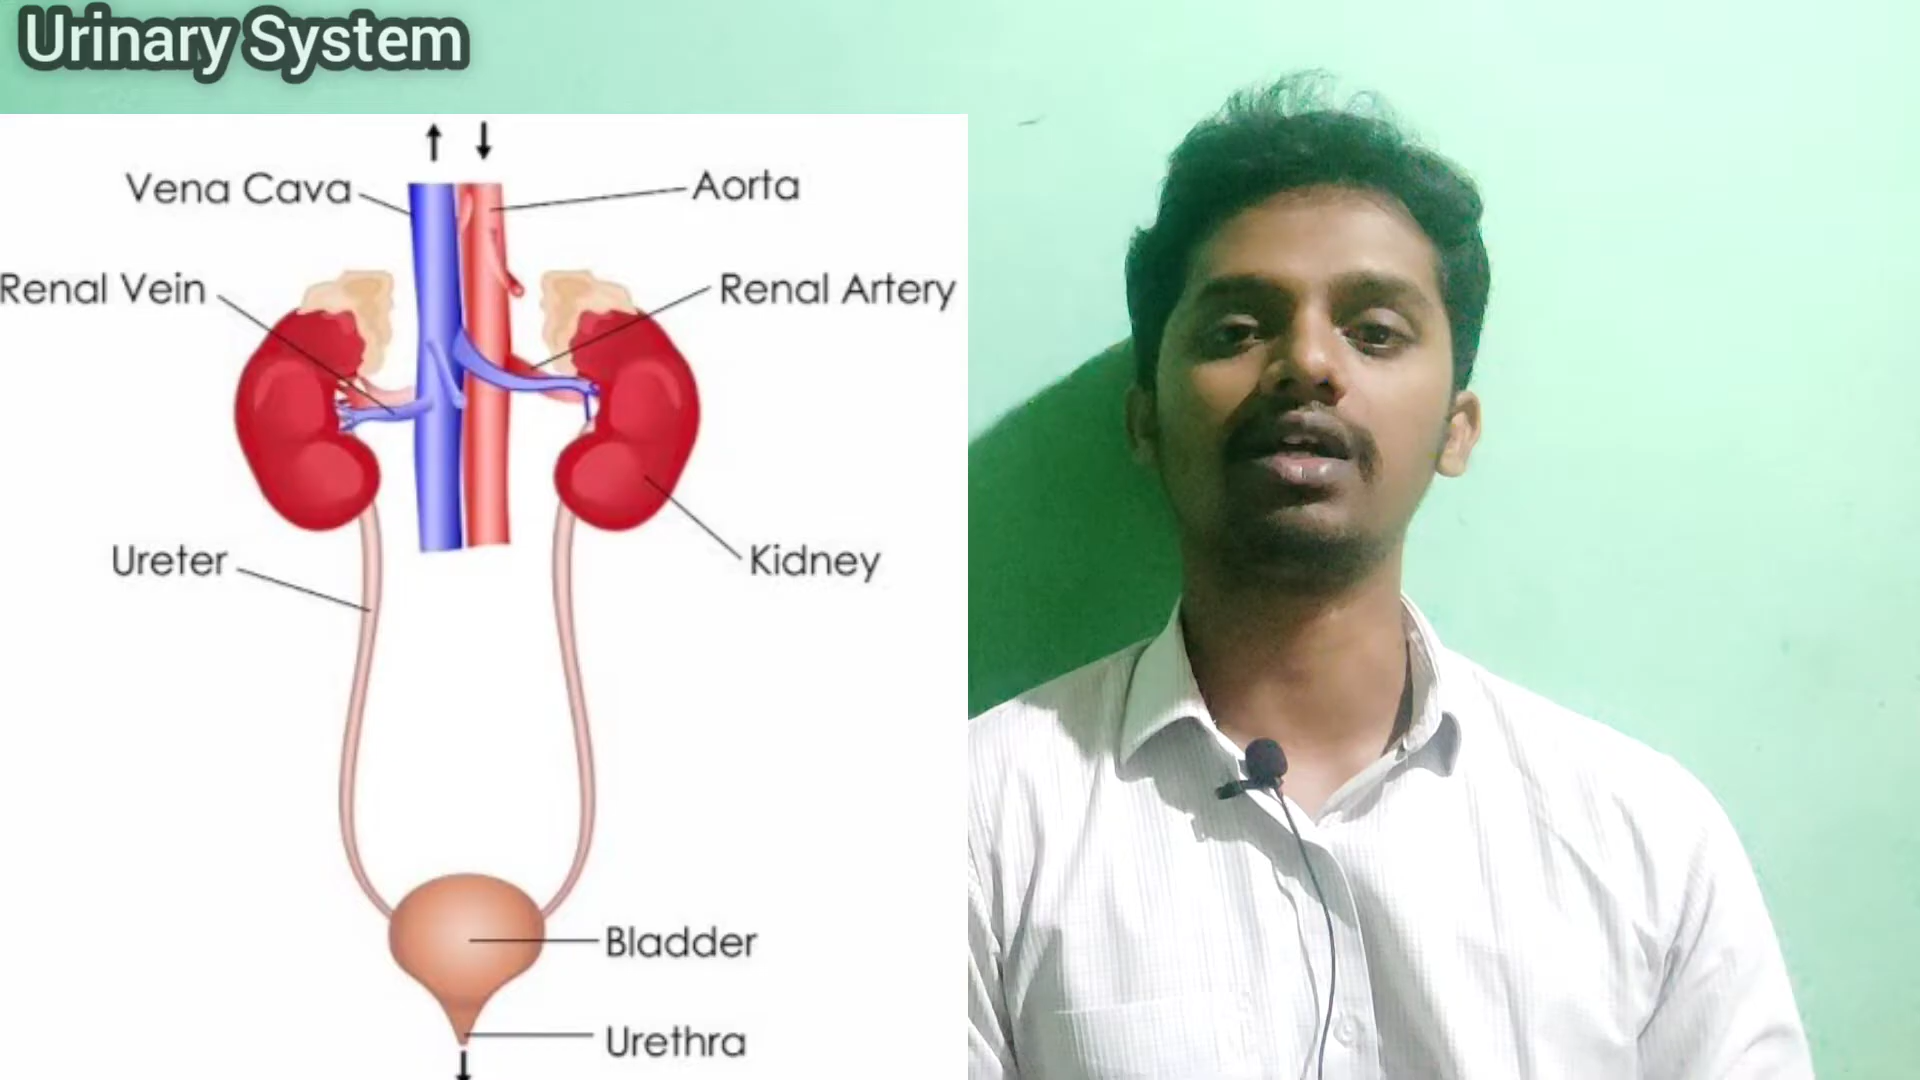 Urinary System
Vena Cava
Aorta
Renal Vein
Renal Artery
Ureter
Kidney
Bladder
Urethra